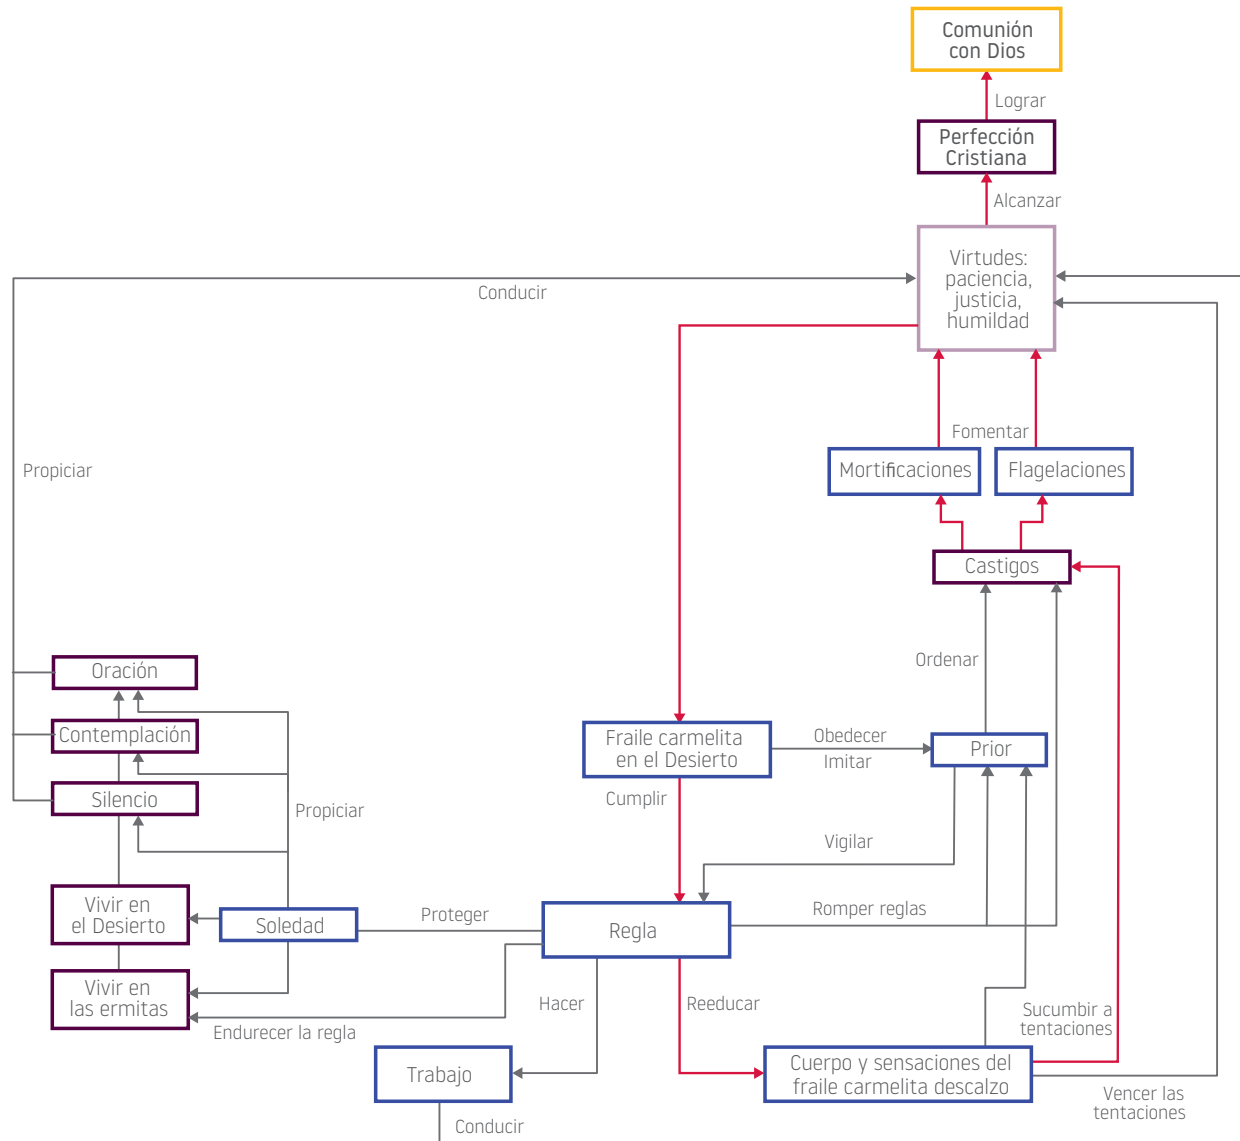 Comunión
con Dios
Lograr
Perfección
Cristiana
Alcanzar
Virtudes:
paciencia,
justicia,
humildad
Conducir
Fomentar
Propiciar
Mortificaciones
Flagelaciones
Castigos
Ordenar
Oración
Contemplación
Silencio
Propiciar
Fraile carmelita
en el Desierto
Obedecer
Imitar
Prior
Cumplir
Vigilar
Vivir en
el Desierto
Soledad
Proteger
Regla
Romper reglas
Vivir en
las ermitas
Endurecer la regla
Hacer
Reeducar
Sucumbir a
tentaciones
Trabajo
Cuerpo y sensaciones del
fraile carmelita descalzo
Vencer las
tentaciones
Conducir